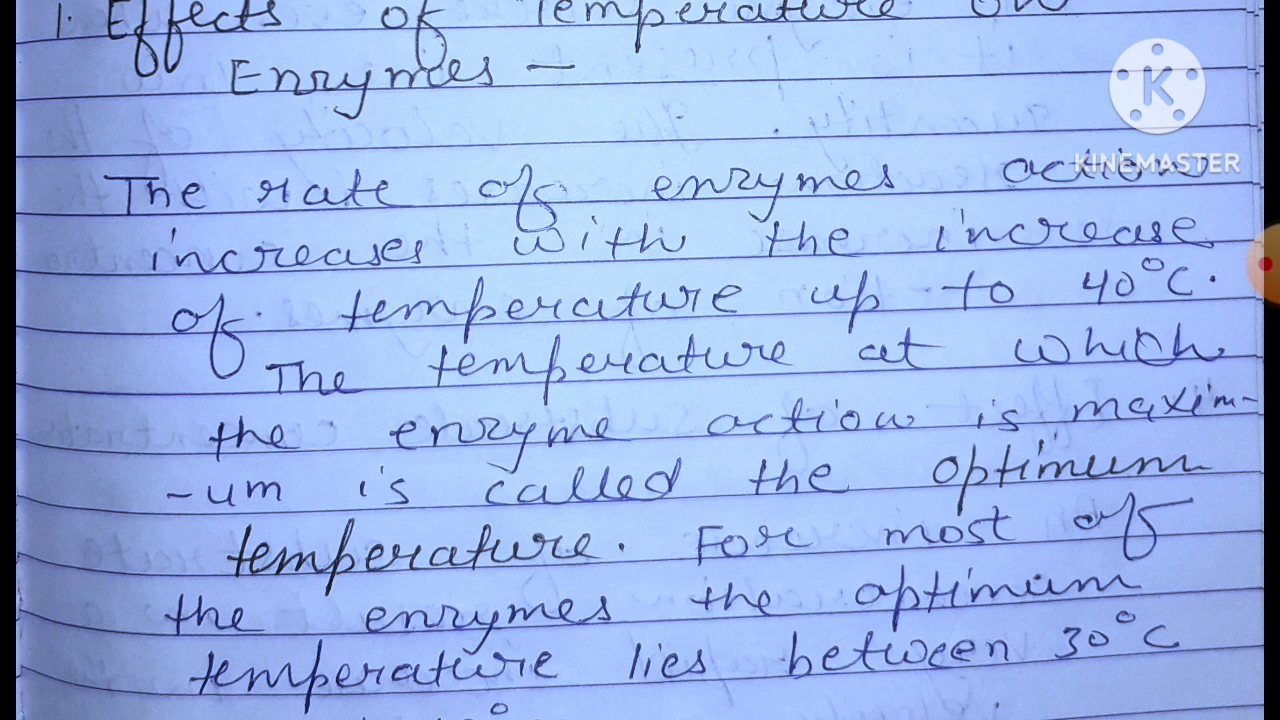 1. Effects of Temperature on
Enzymes —
The rate of enzymes action
increases with the increase
of temperature up to 40°C.
The temperature at which
the enzyme action is maxim-
-um is called the optimum
temperature. For most of
the enzymes the optimum
temperature lies between 30°C
K
KINEMASTER